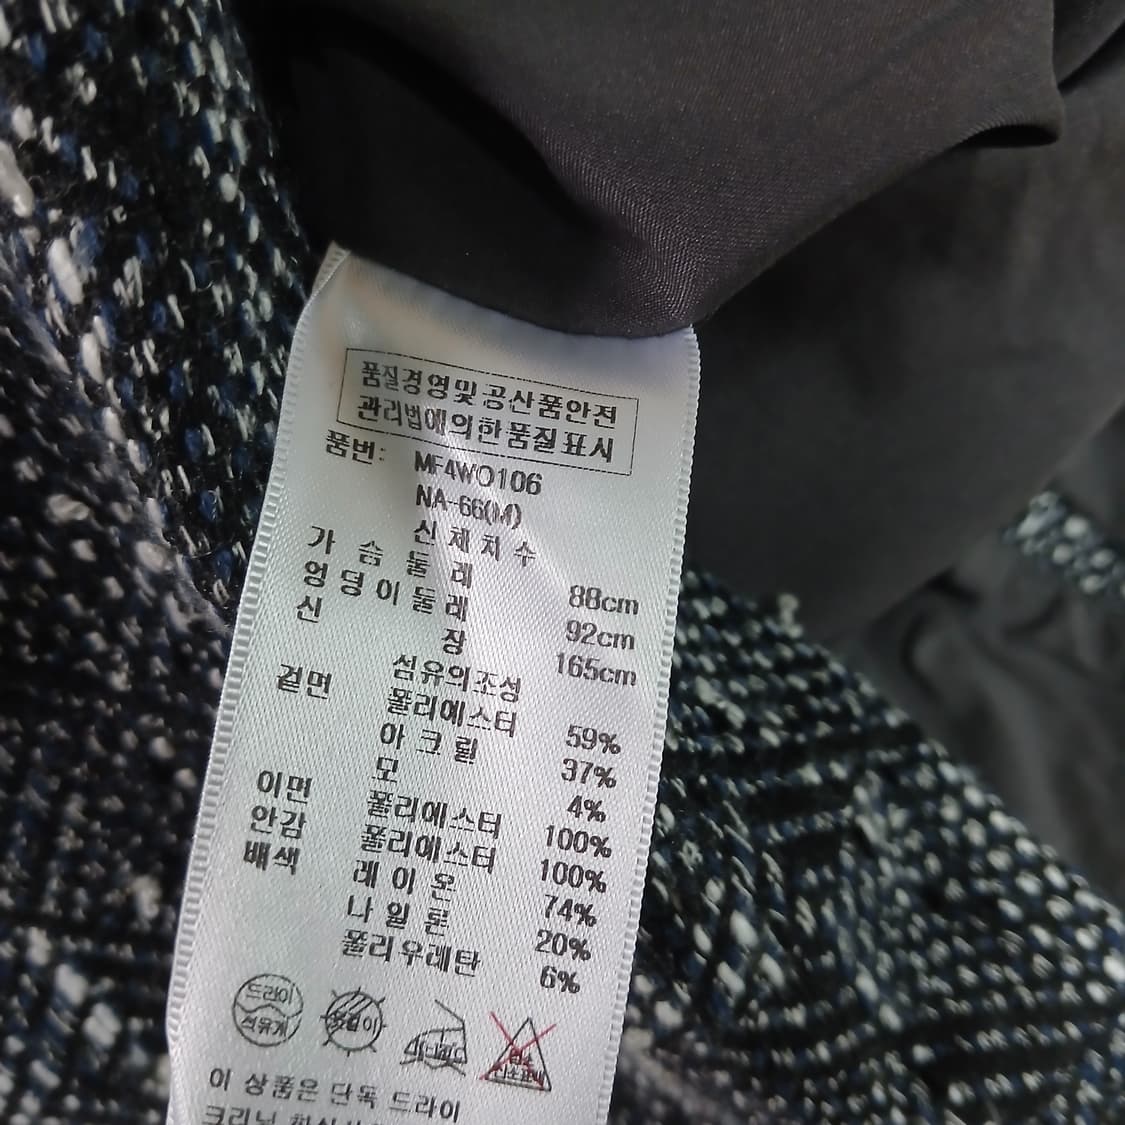 품질경영및공산품안전
관리법에의한품질표시
품번: MF4WO106
NA-66(M)
신체치수
가슴둘레 88cm
엉덩이둘레 92cm
신장 165cm
섬유의조성
겉면 폴리에스터 59%
아크릴 37%
모 4%
이면 폴리에스터 100%
안감 폴리에스터 100%
배색 레이온 74%
나일론 20%
폴리우레탄 6%
드라이
석유계
옷걸이
이 상품은 단독 드라이
크리닝